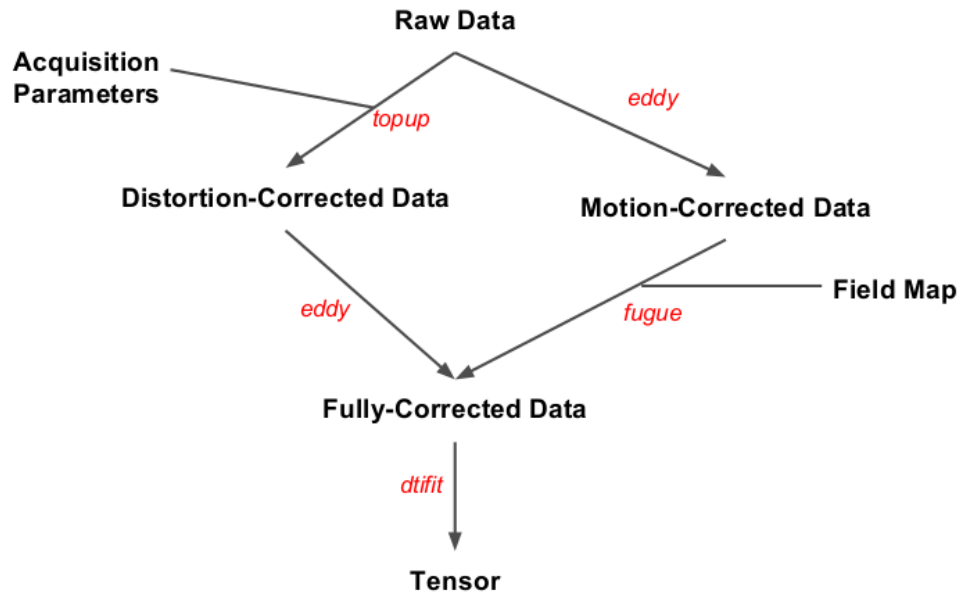 Raw Data
Acquisition
Parameters
eddy
topup
Distortion-Corrected Data
Motion-Corrected Data
Field Map
eddy
fugue
Fully-Corrected Data
dtifit
Tensor